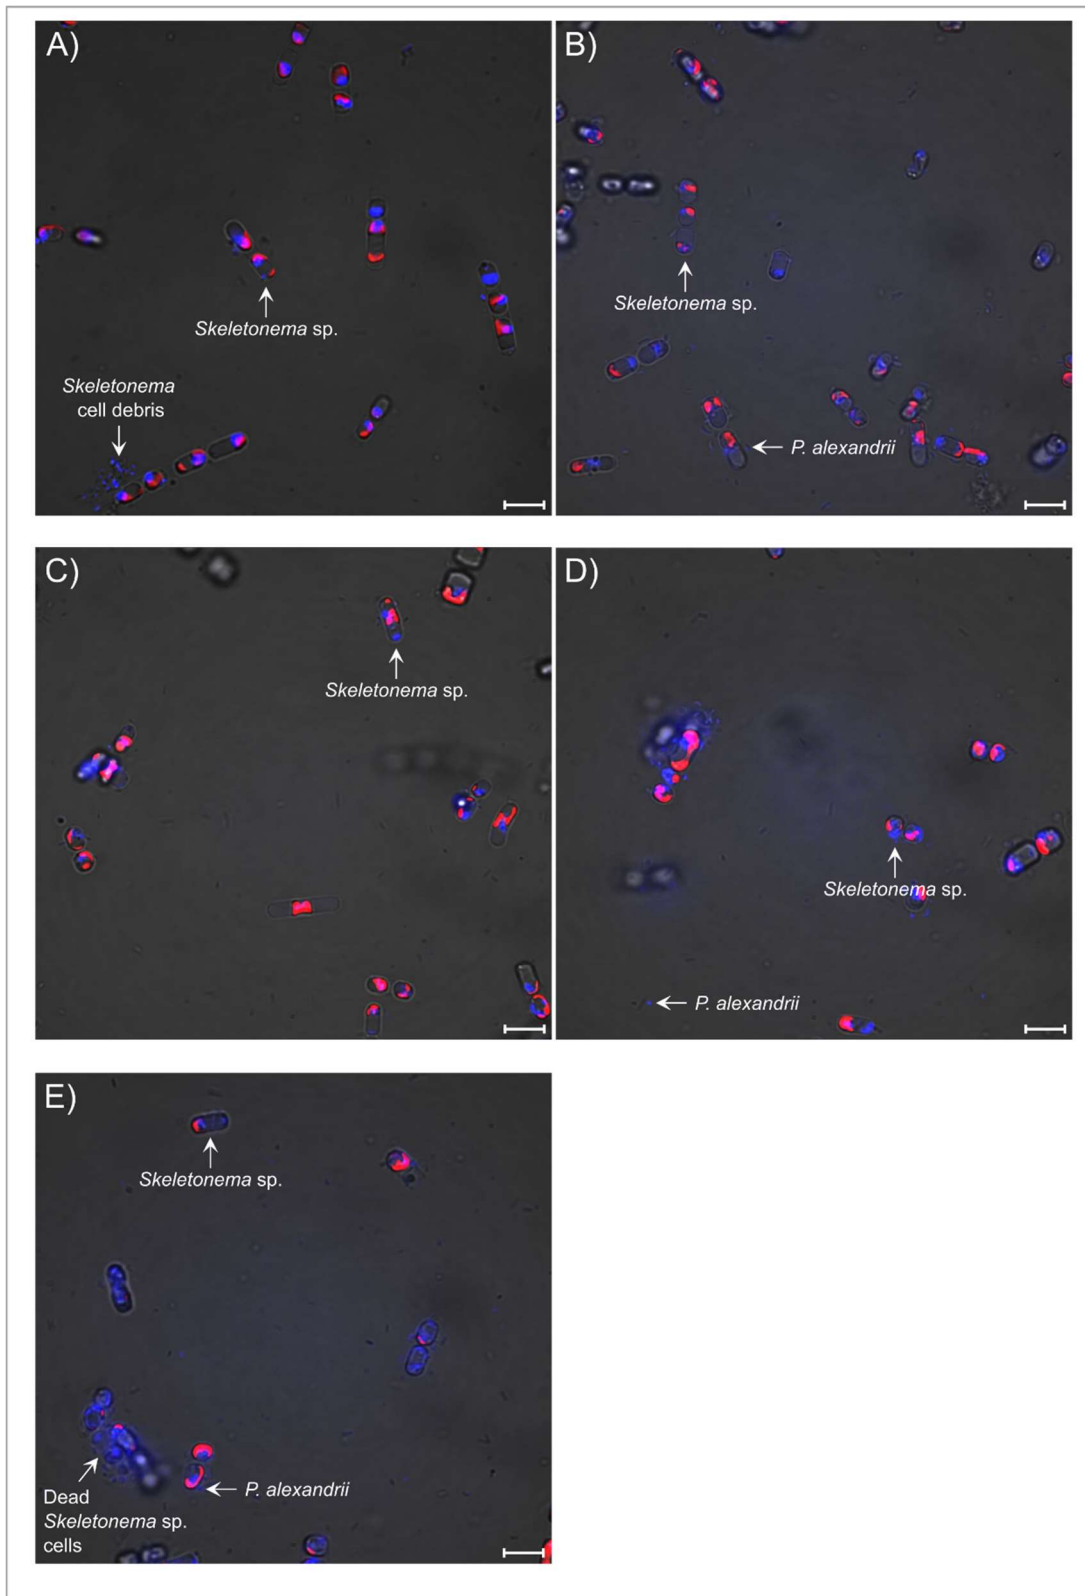 A)
Skeletonema sp.
Skeletonema
cell debris
B)
Skeletonema sp.
P. alexandrii
C)
Skeletonema sp.
D)
Skeletonema sp.
P. alexandrii
E)
Skeletonema sp.
P. alexandrii
Dead
Skeletonema sp.
cells